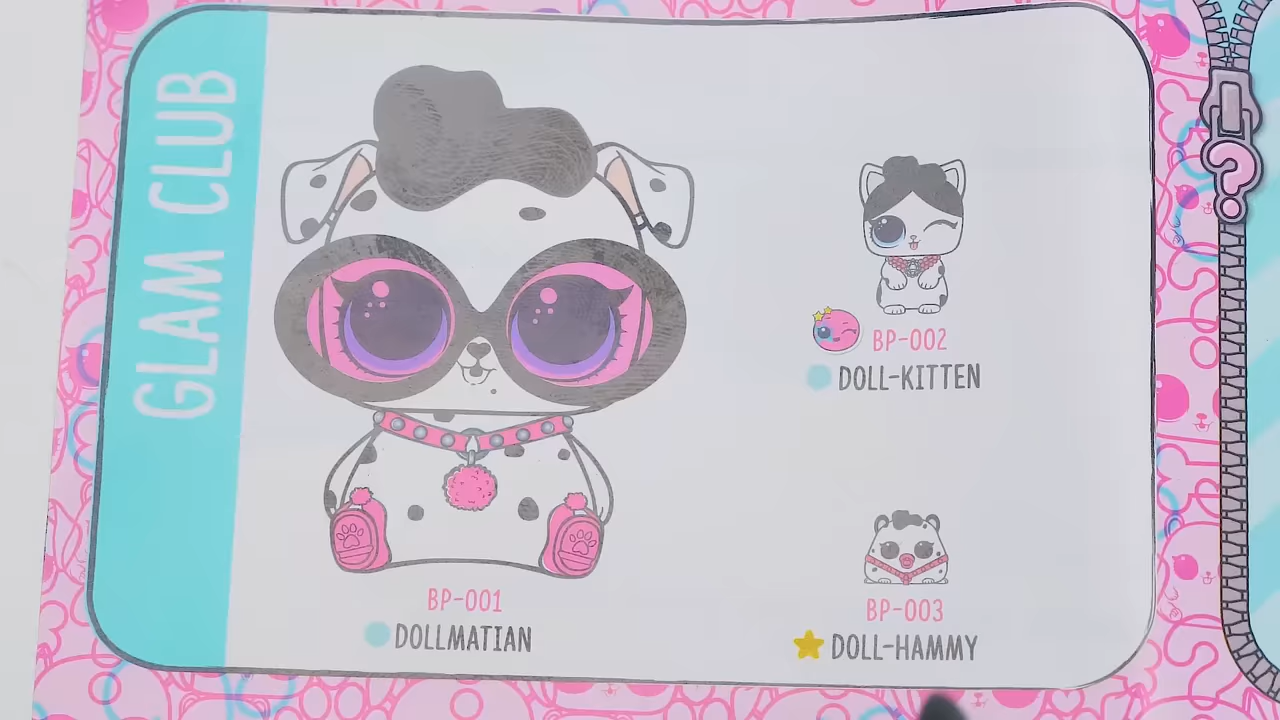 GLAM CLUB
BP-001
DOLLMATIAN
BP-002
DOLL-KITTEN
BP-003
DOLL-HAMMY